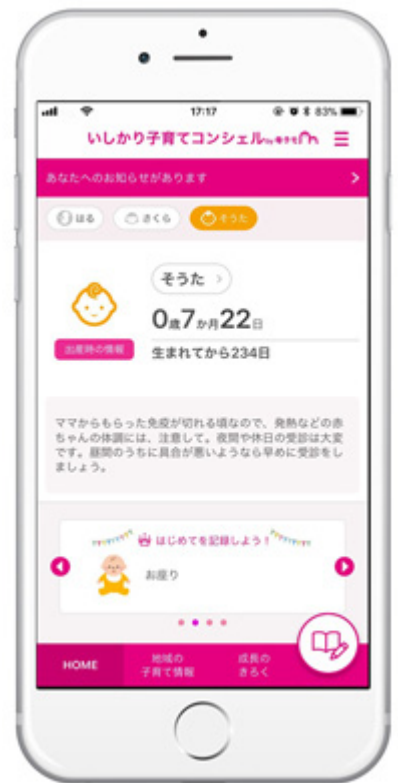 17:17 83%
いしかり子育てコンシェル by 母子モ
あなたへのお知らせがあります
はる さくら そうた
そうた
0歳7か月22日
出産時の情報
生まれてから234日
ママからもらった免疫が切れる頃なので、発熱などの赤
ちゃんの体調には、注意して。夜間や休日の受診は大変
です。昼間のうちに具合が悪いようなら早めに受診をし
ましょう。
はじめてを記録しよう!
お座り
HOME
地域の
子育て情報
成長の
きろく